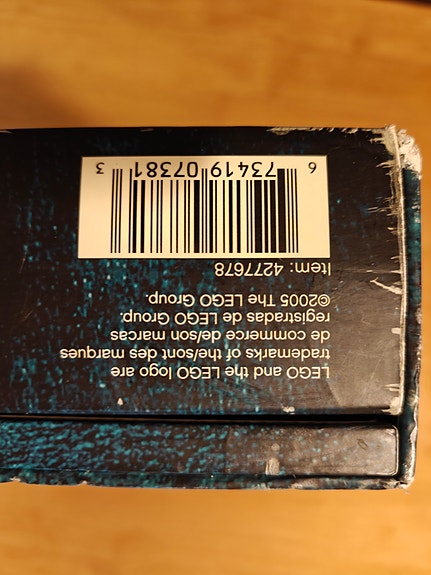 LEGO and the LEGO logo are
trademarks of the/sont des marques
de commerce de/son marcas
registradas de LEGO Group.
©2005 The LEGO Group.
Item: 4277678
6 73419 07381 3